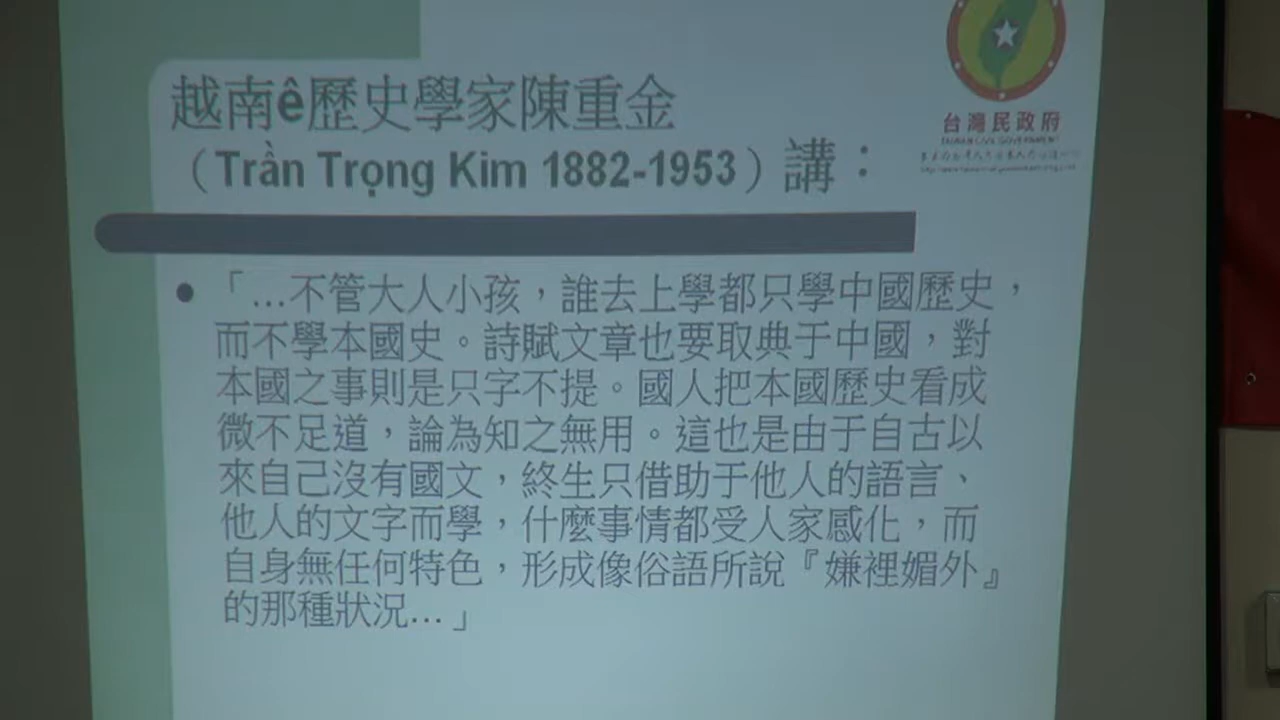 越南ê歷史學家陳重金
（Trần Trọng Kim 1882-1953）講：
台灣民政府
TAIWAN CIVIL GOVERNMENT
•「…不管大人小孩，誰去上學都只學中國歷史，
而不學本國史。詩賦文章也要取典于中國，對
本國之事則是只字不提。國人把本國歷史看成
微不足道，論為知之無用。這也是由于自古以
來自己沒有國文，終生只借助于他人的語言、
他人的文字而學，什麼事情都受人家感化，而
自身無任何特色，形成像俗語所說『嫌裡媚外』
的那種狀況…」